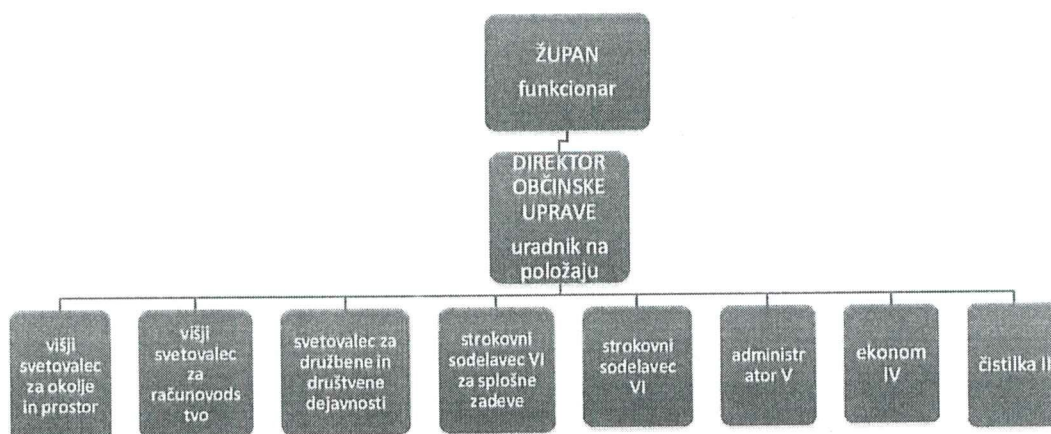 ŽUPAN
funkcionar
DIREKTOR
OBČINSKE
UPRAVE
uradnik na
položaju
višji
svetovalec
za okolje
in prostor
višji
svetovalec
za
računovods
tvo
svetovalec za
družbene in
društvene
dejavnosti
strokovni
sodelavec VI
za splošne
zadeve
strokovni
sodelavec
VI
administr
ator V
ekonom
IV
čistilka II